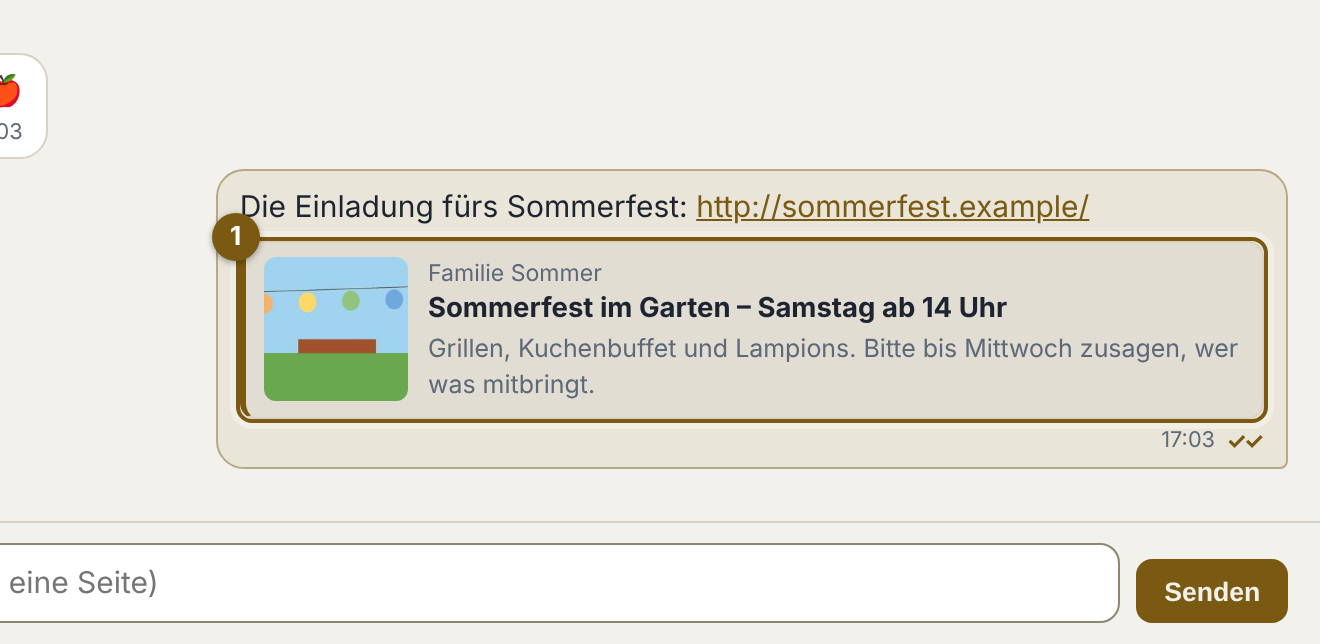 03
Die Einladung fürs Sommerfest: http://sommerfest.example/
1
Familie Sommer
Sommerfest im Garten – Samstag ab 14 Uhr
Grillen, Kuchenbuffet und Lampions. Bitte bis Mittwoch zusagen, wer
was mitbringt.
17:03
eine Seite)
Senden